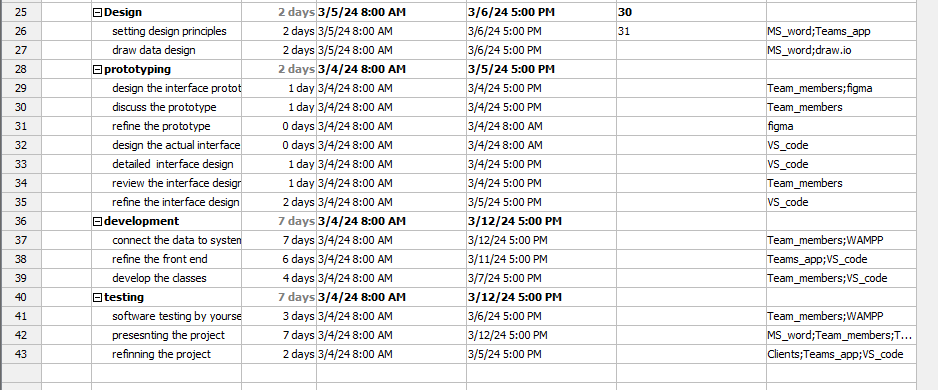 25 Design 2 days 3/5/24 8:00 AM 3/6/24 5:00 PM 30
26 setting design principles 2 days 3/5/24 8:00 AM 3/6/24 5:00 PM 31 MS_word;Teams_app
27 draw data design 2 days 3/5/24 8:00 AM 3/6/24 5:00 PM MS_word;draw.io
28 prototyping 2 days 3/4/24 8:00 AM 3/5/24 5:00 PM
29 design the interface protot 1 day 3/4/24 8:00 AM 3/4/24 5:00 PM Team_members;figma
30 discuss the prototype 1 day 3/4/24 8:00 AM 3/4/24 5:00 PM Team_members
31 refine the prototype 0 days 3/4/24 8:00 AM 3/4/24 8:00 AM figma
32 design the actual interface 0 days 3/4/24 8:00 AM 3/4/24 8:00 AM VS_code
33 detailed interface design 1 day 3/4/24 8:00 AM 3/4/24 5:00 PM VS_code
34 review the interface design 1 day 3/4/24 8:00 AM 3/4/24 5:00 PM Team_members
35 refine the interface design 2 days 3/4/24 8:00 AM 3/5/24 5:00 PM VS_code
36 development 7 days 3/4/24 8:00 AM 3/12/24 5:00 PM
37 connect the data to system 7 days 3/4/24 8:00 AM 3/12/24 5:00 PM Team_members;WAMPP
38 refine the front end 6 days 3/4/24 8:00 AM 3/11/24 5:00 PM Teams_app;VS_code
39 develop the classes 4 days 3/4/24 8:00 AM 3/7/24 5:00 PM Team_members;VS_code
40 testing 7 days 3/4/24 8:00 AM 3/12/24 5:00 PM
41 software testing by yourse 3 days 3/4/24 8:00 AM 3/6/24 5:00 PM Team_members;WAMPP
42 presesnting the project 7 days 3/4/24 8:00 AM 3/12/24 5:00 PM MS_word;Team_members;T...
43 refinning the project 2 days 3/4/24 8:00 AM 3/5/24 5:00 PM Clients;Teams_app;VS_code